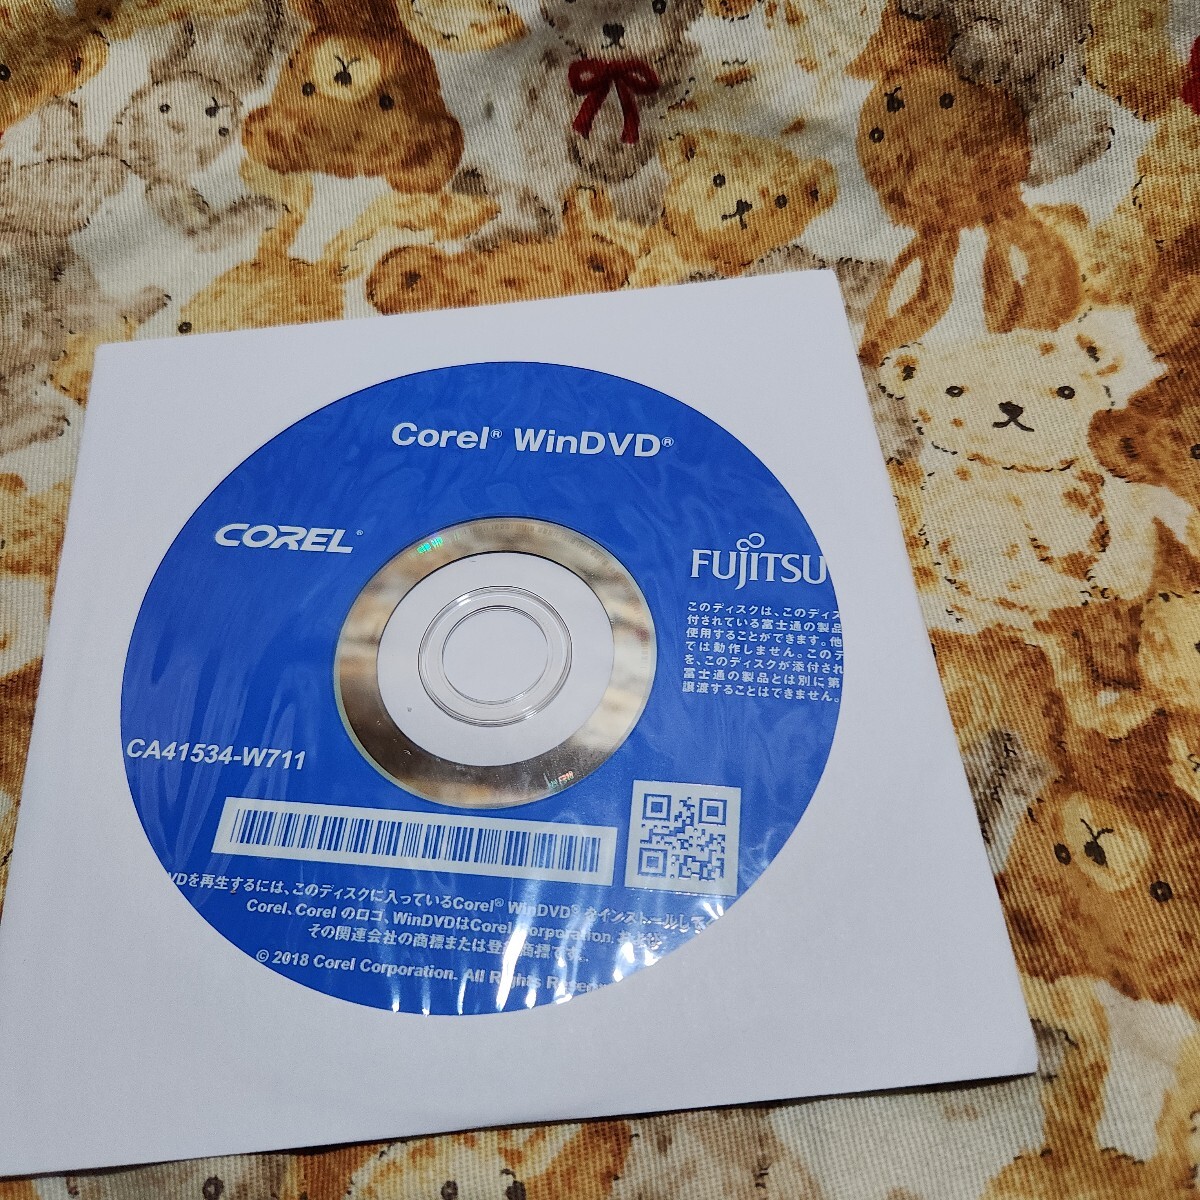 Corel® WinDVD®
COREL®
FUJITSU
このディスクは、このディス
付されている富士通の製品
使用することができます。他
では動作しません。このデ
を、このディスクが添付され
富士通の製品とは別に第
譲渡することはできません。
CA41534-W711
VDを再生するには、このディスクに入っているCorel® WinDVD® をインストールして
Corel、Corel のロゴ、WinDVDはCorel Corporation.
その関連会社の商標または登録商標です。
© 2018 Corel Corporation. All Rights Reser